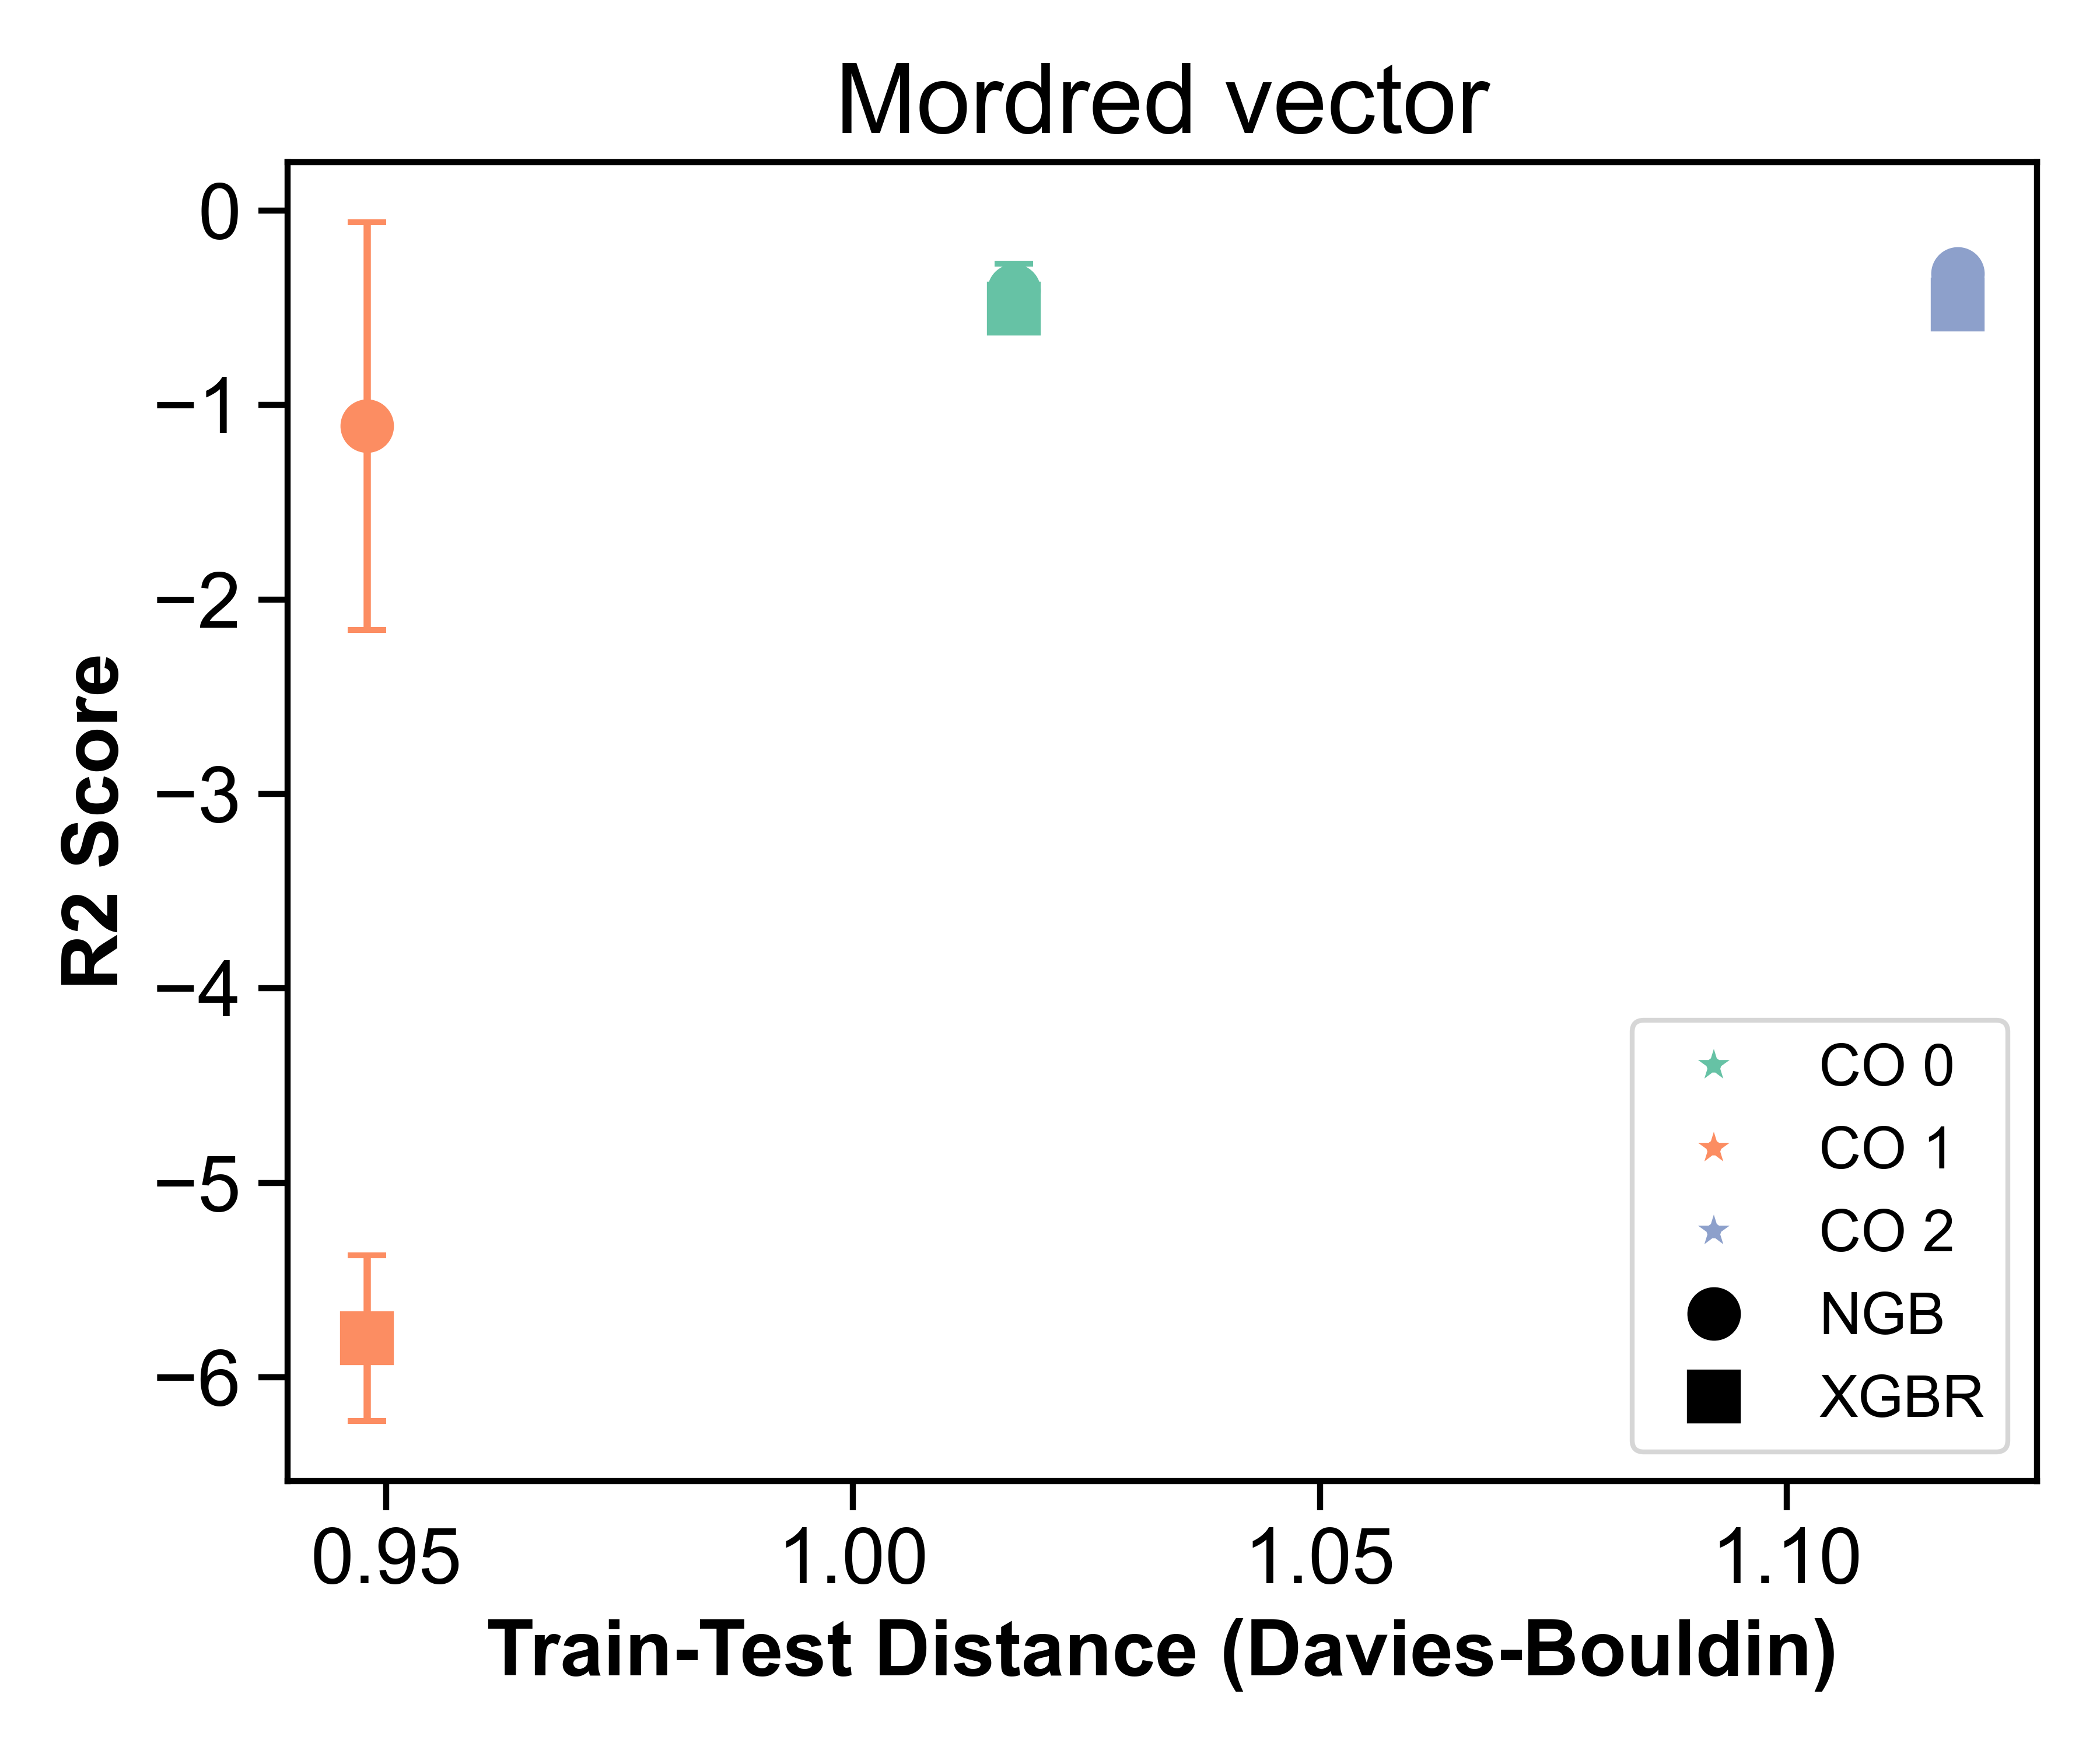 Mordred vector
0
−1
−2
−3
−4
−5
−6
R2 Score
CO 0
CO 1
CO 2
NGB
XGBR
0.95 1.00 1.05 1.10
Train-Test Distance (Davies-Bouldin)